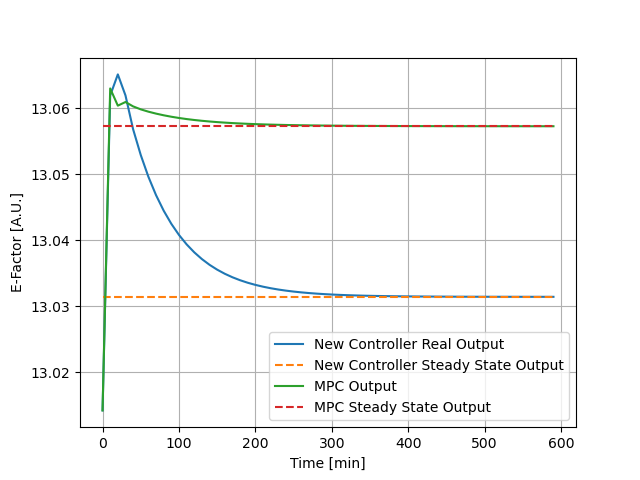 13.06
13.05
13.04
13.03
13.02
E-Factor [A.U.]
New Controller Real Output
New Controller Steady State Output
MPC Output
MPC Steady State Output
0 100 200 300 400 500 600
Time [min]